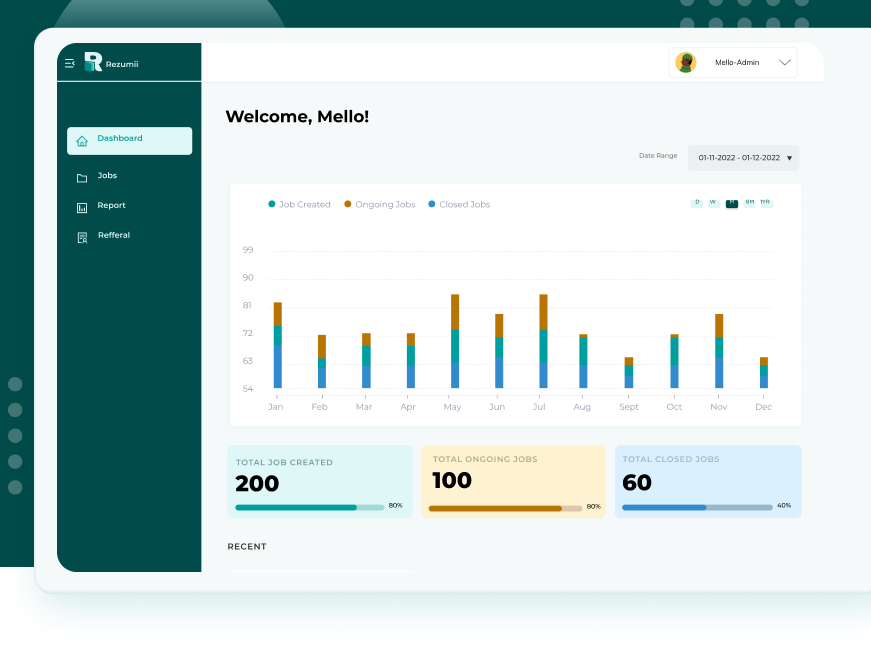 Rezumii
Mello-Admin
Dashboard
Jobs
Report
Refferal
Welcome, Mello!
Date Range
01-11-2022 - 01-12-2022
Job Created
Ongoing Jobs
Closed Jobs
D W M 6M 1YR
99
90
81
72
63
54
Jan Feb Mar Apr May Jun Jul Aug Sept Oct Nov Dec
TOTAL JOB CREATED
200
80%
TOTAL ONGOING JOBS
100
80%
TOTAL CLOSED JOBS
60
40%
RECENT